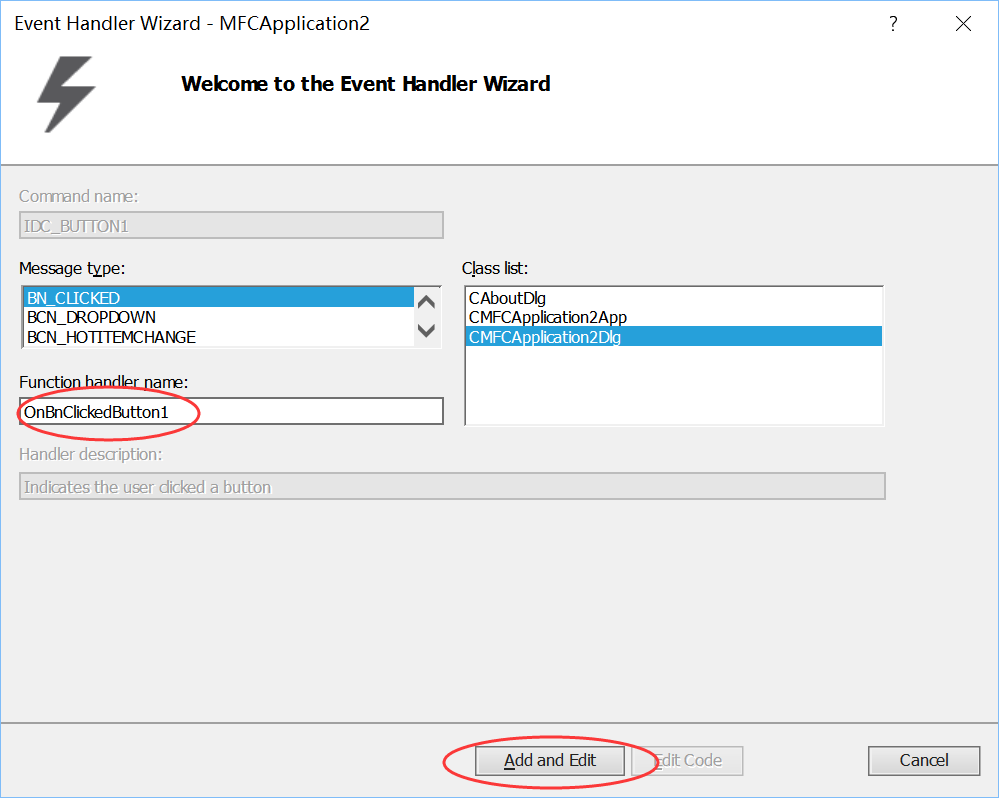 Event Handler Wizard - MFCApplication2
?
Welcome to the Event Handler Wizard
Command name:
IDC_BUTTON1
Message type:
BN_CLICKED
BCN_DROPDOWN
BCN_HOTITEMCHANGE
Class list:
CAboutDlg
CMFCApplication2App
CMFCApplication2Dlg
Function handler name:
OnBnClickedButton1
Handler description:
Indicates the user clicked a button
Add and Edit
Edit Code
Cancel